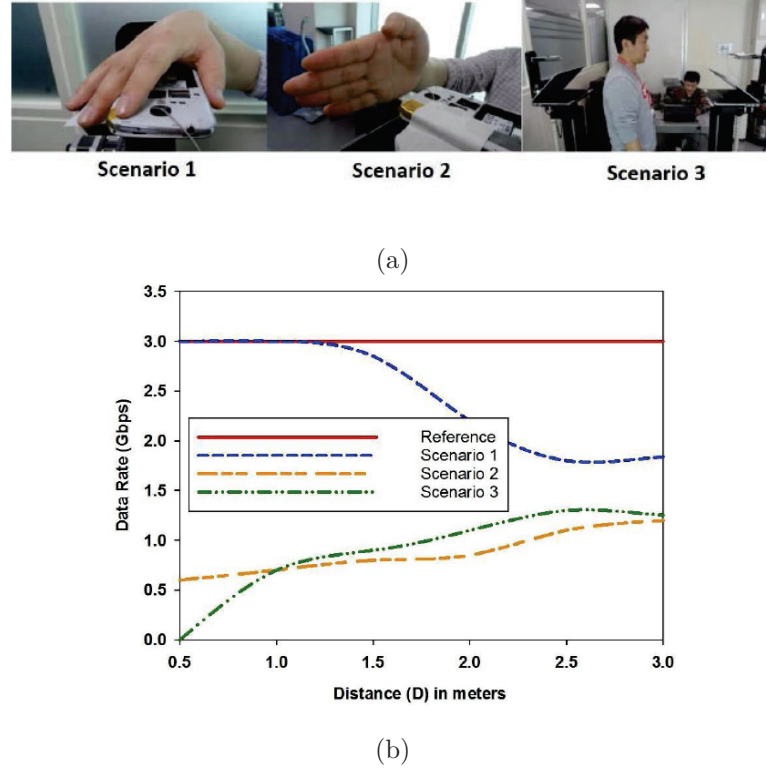 Scenario 1 Scenario 2 Scenario 3
(a)
3.5
3.0
2.5
2.0
1.5
1.0
0.5
0.0
Data Rate (Gbps)
Reference
Scenario 1
Scenario 2
Scenario 3
0.5 1.0 1.5 2.0 2.5 3.0
Distance (D) in meters
(b)